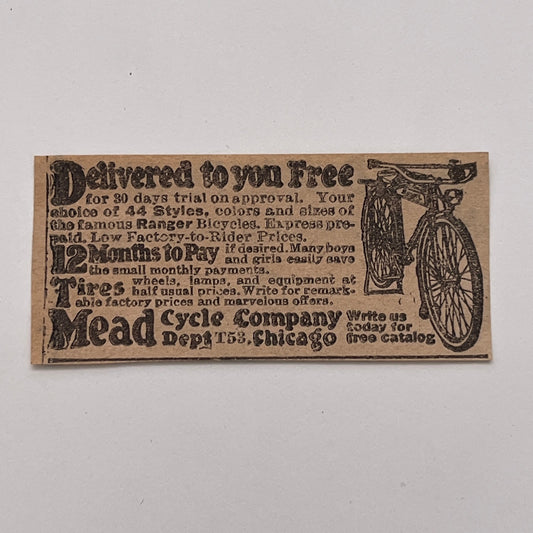 Delivered to you Free
for 30 days trial on approval. Your
choice of 44 Styles, colors and sizes of
the famous Ranger Bicycles. Express pre-
paid. Low Factory-to-Rider Prices.
12 Months to Pay if desired. Many boys
and girls easily save
the small monthly payments.
Tires wheels, lamps, and equipment at
half usual prices. Write for remark-
able factory prices and marvelous offers.
Mead Cycle Company Write us
Dept T53, Chicago today for
free catalog